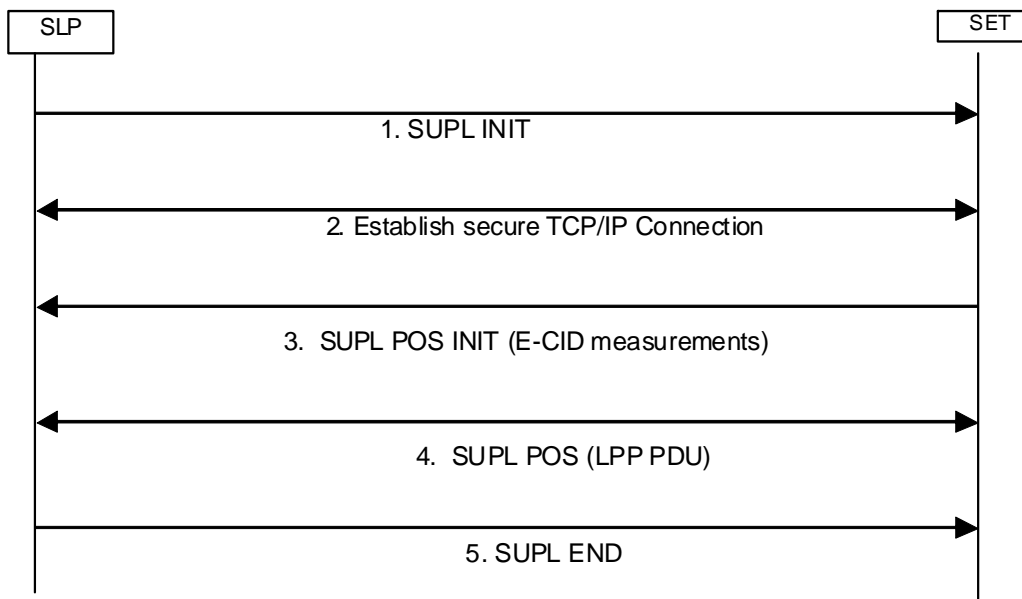 SLP
SET
1. SUPL INIT
2. Establish secure TCP/IP Connection
3. SUPL POS INIT (E-CID measurements)
4. SUPL POS (LPP PDU)
5. SUPL END